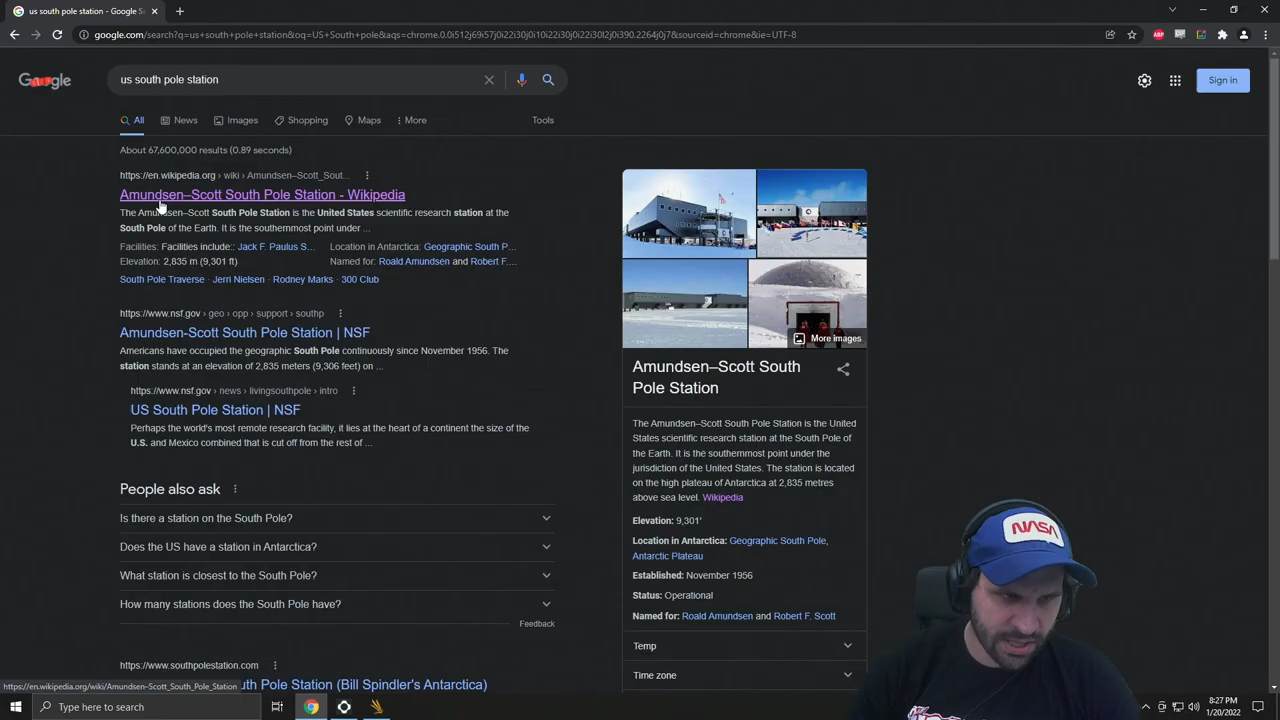 us south pole station - Google S
google.com/search?q=us+south+pole+station&oq=US+South+pole&aqs=chrome.0.0i512j69i57j0i20i22i30j0i10i22i30j0i22i30l2j0i390.2264j0j7&sourceid=chrome&ie=UTF-8
ABP
us south pole station
Sign in
All
News
Images
Shopping
Maps
More
Tools
About 67,600,000 results (0.89 seconds)
https://en.wikipedia.org › wiki › Amundsen–Scott_Sout...
Amundsen–Scott South Pole Station - Wikipedia
The Amundsen–Scott South Pole Station is the United States scientific research station at the
South Pole of the Earth. It is the southernmost point under ...
Facilities: Facilities include:: Jack F. Paulus S...
Location in Antarctica: Geographic South P...
Elevation: 2,835 m (9,301 ft)
Named for: Roald Amundsen and Robert F....
South Pole Traverse · Jerri Nielsen · Rodney Marks · 300 Club
https://www.nsf.gov › geo › opp › support › southp
Amundsen-Scott South Pole Station | NSF
Americans have occupied the geographic South Pole continuously since November 1956. The
station stands at an elevation of 2,835 meters (9,306 feet) on ...
https://www.nsf.gov › news › livingsouthpole › intro
US South Pole Station | NSF
Perhaps the world's most remote research facility, it lies at the heart of a continent the size of the
U.S. and Mexico combined that is cut off from the rest of ...
People also ask
Is there a station on the South Pole?
Does the US have a station in Antarctica?
What station is closest to the South Pole?
How many stations does the South Pole have?
Feedback
https://www.southpolestation.com
uth Pole Station (Bill Spindler's Antarctica)
https://en.wikipedia.org/wiki/Amundsen–Scott_South_Pole_Station
More images
Amundsen–Scott South
Pole Station
The Amundsen–Scott South Pole Station is the United
States scientific research station at the South Pole of
the Earth. It is the southernmost point under the
jurisdiction of the United States. The station is located
on the high plateau of Antarctica at 2,835 metres
above sea level. Wikipedia
Elevation: 9,301′
Location in Antarctica: Geographic South Pole,
Antarctic Plateau
Established: November 1956
Status: Operational
Named for: Roald Amundsen and Robert F. Scott
Temp
Time zone
NASA
Type here to search
8:27 PM
1/20/2022